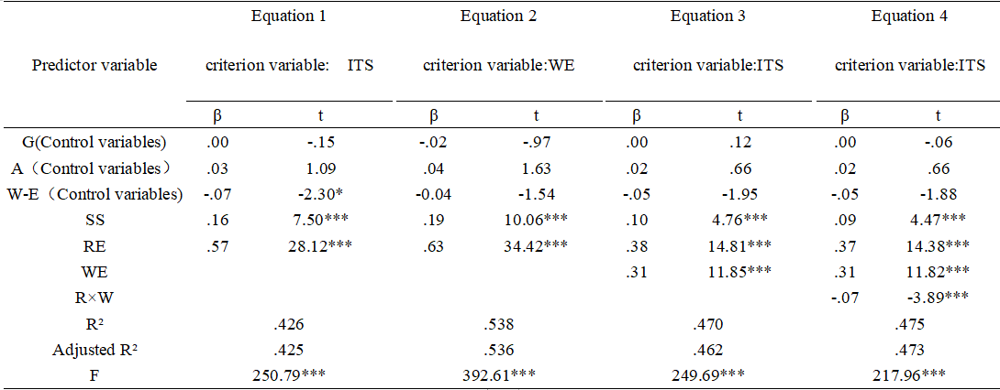 Equation 1 Equation 2 Equation 3 Equation 4
Predictor variable criterion variable: ITS criterion variable:WE criterion variable:ITS criterion variable:ITS
β t β t β t β t
G(Control variables) .00 -.15 -.02 -.97 .00 .12 .00 -.06
A（Control variables） .03 1.09 .04 1.63 .02 .66 .02 .66
W-E（Control variables) -.07 -2.30* -0.04 -1.54 -.05 -1.95 -.05 -1.88
SS .16 7.50*** .19 10.06*** .10 4.76*** .09 4.47***
RE .57 28.12*** .63 34.42*** .38 14.81*** .37 14.38***
WE .31 11.85*** .31 11.82***
R×W -.07 -3.89***
R² .426 .538 .470 .475
Adjusted R² .425 .536 .462 .473
F 250.79*** 392.61*** 249.69*** 217.96***